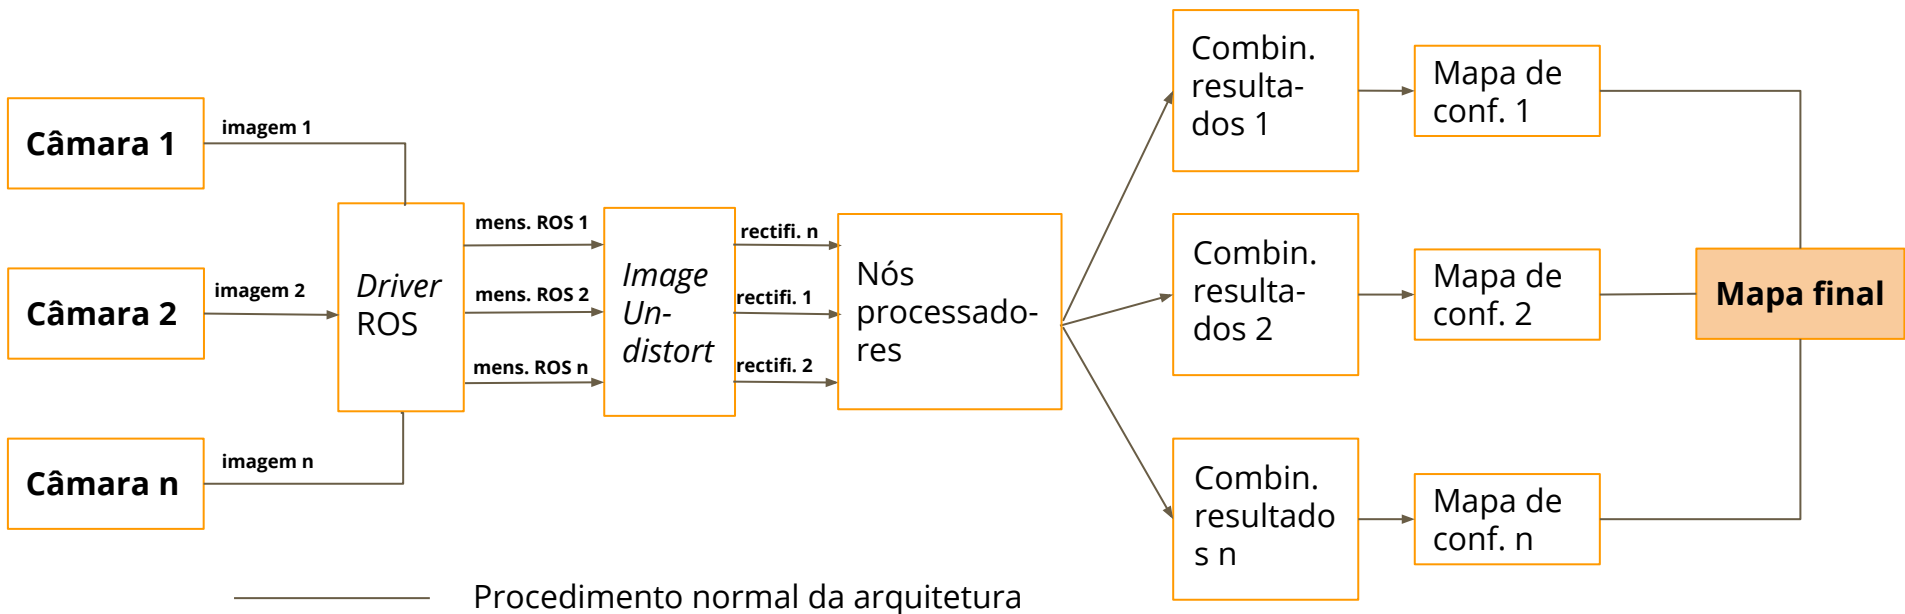 Câmara 1
imagem 1
Câmara 2
imagem 2
Câmara n
imagem n
Driver
ROS
mens. ROS 1
mens. ROS 2
mens. ROS n
Image
Un-
distort
rectifi. n
rectifi. 1
rectifi. 2
Nós
processado-
res
Combin.
resulta-
dos 1
Mapa de
conf. 1
Combin.
resulta-
dos 2
Mapa de
conf. 2
Combin.
resultado
s n
Mapa de
conf. n
Mapa final
Procedimento normal da arquitetura